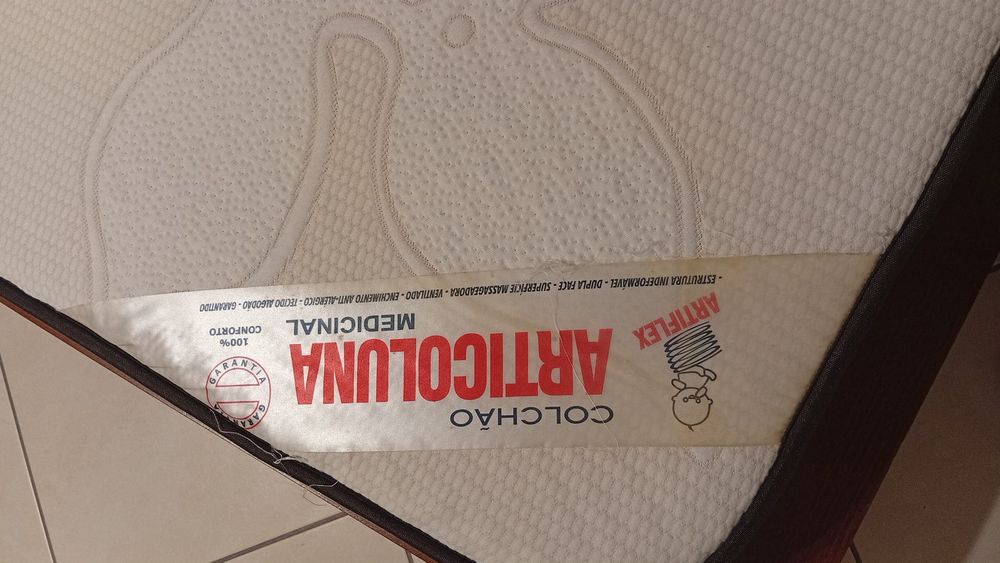 ARTIFLEX
COLCHÃO
ARTICOLUNA
MEDICINAL
GARANTIA
100%
CONFORTO
- ESTRUTURA INDEFORMÁVEL - DUPLA FACE - SUPERFÍCIE MASSAGEADORA - VENTILADO - ENCHIMENTO ANTI-ALÉRGICO - TECIDO ALGODÃO - GARANTIDO